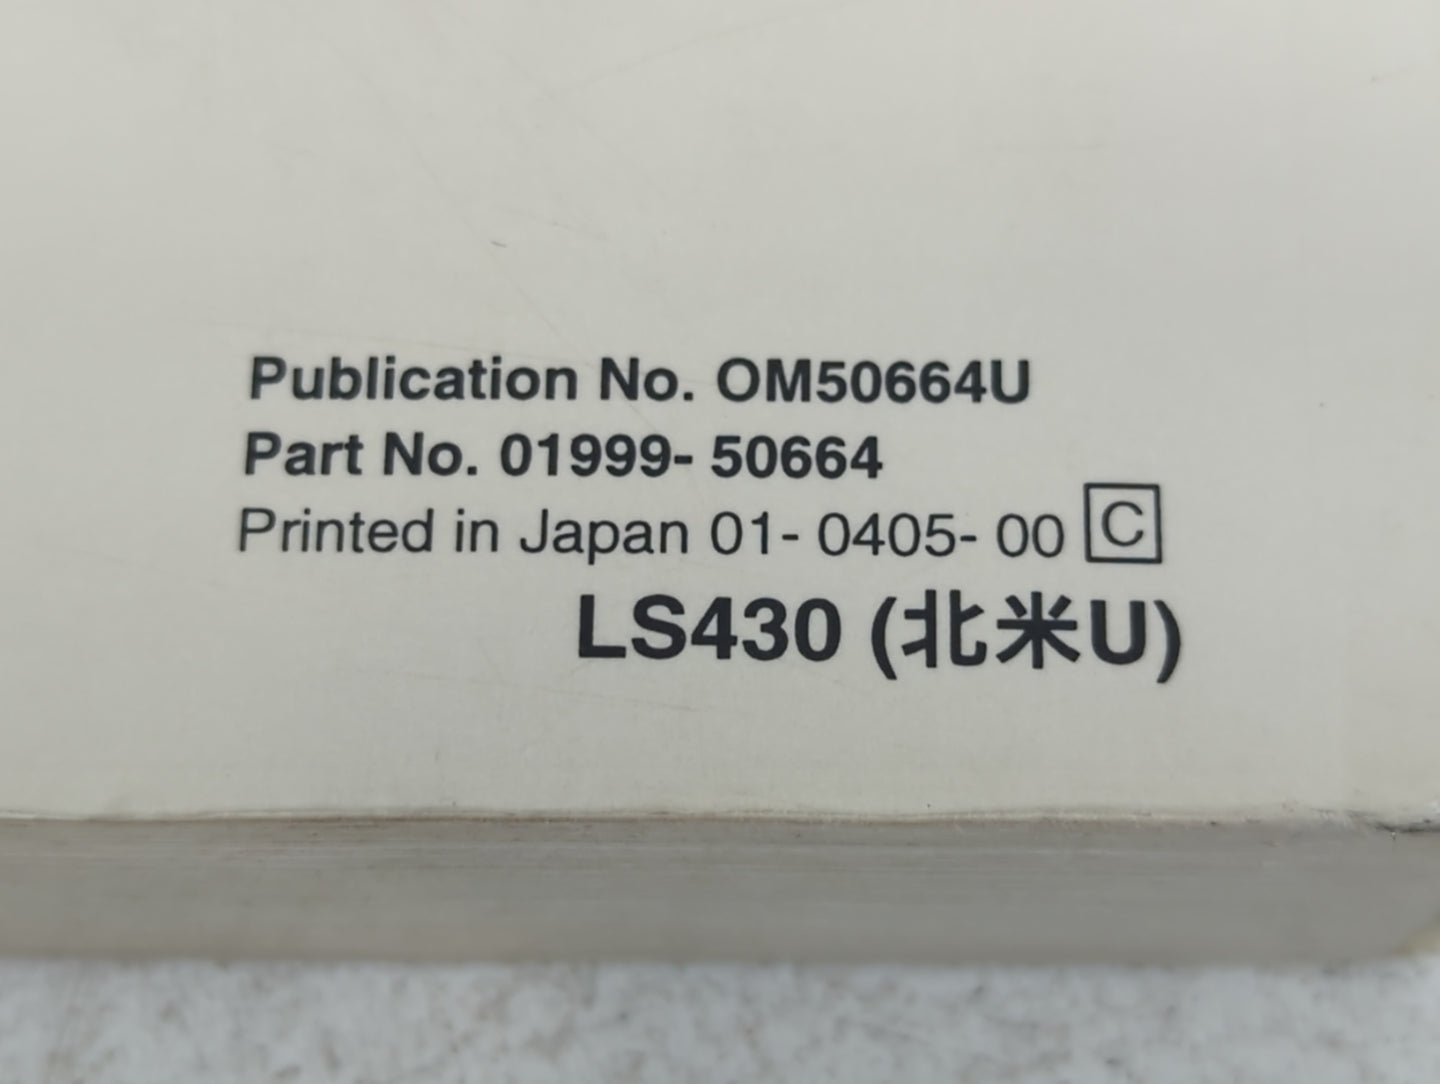 Publication No. OM50664U
Part No. 01999- 50664
Printed in Japan 01- 0405- 00 C
LS430 (北米U)